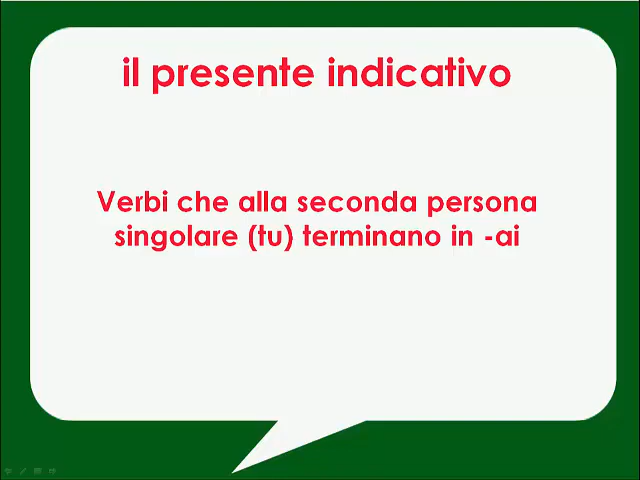 il presente indicativo
Verbi che alla seconda persona
singolare (tu) terminano in -ai